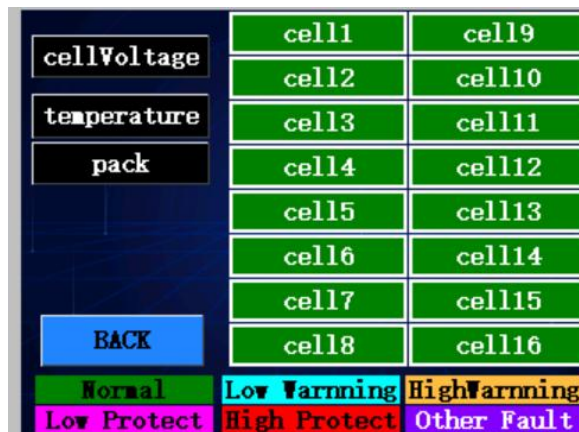 cellVoltage
temperature
pack
BACK
cell1 cell9
cell2 cell10
cell3 cell11
cell4 cell12
cell5 cell13
cell6 cell14
cell7 cell15
cell8 cell16
Normal Low Warnning HighWarnning
Low Protect High Protect Other Fault